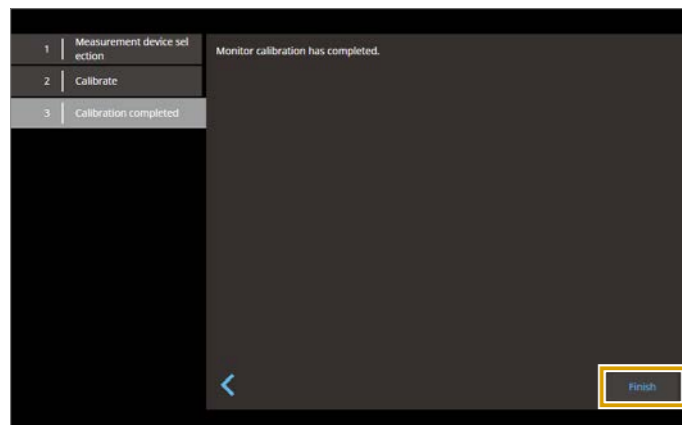 1
Measurement device sel
ection
2
Calibrate
3
Calibration completed
Monitor calibration has completed.
Finish